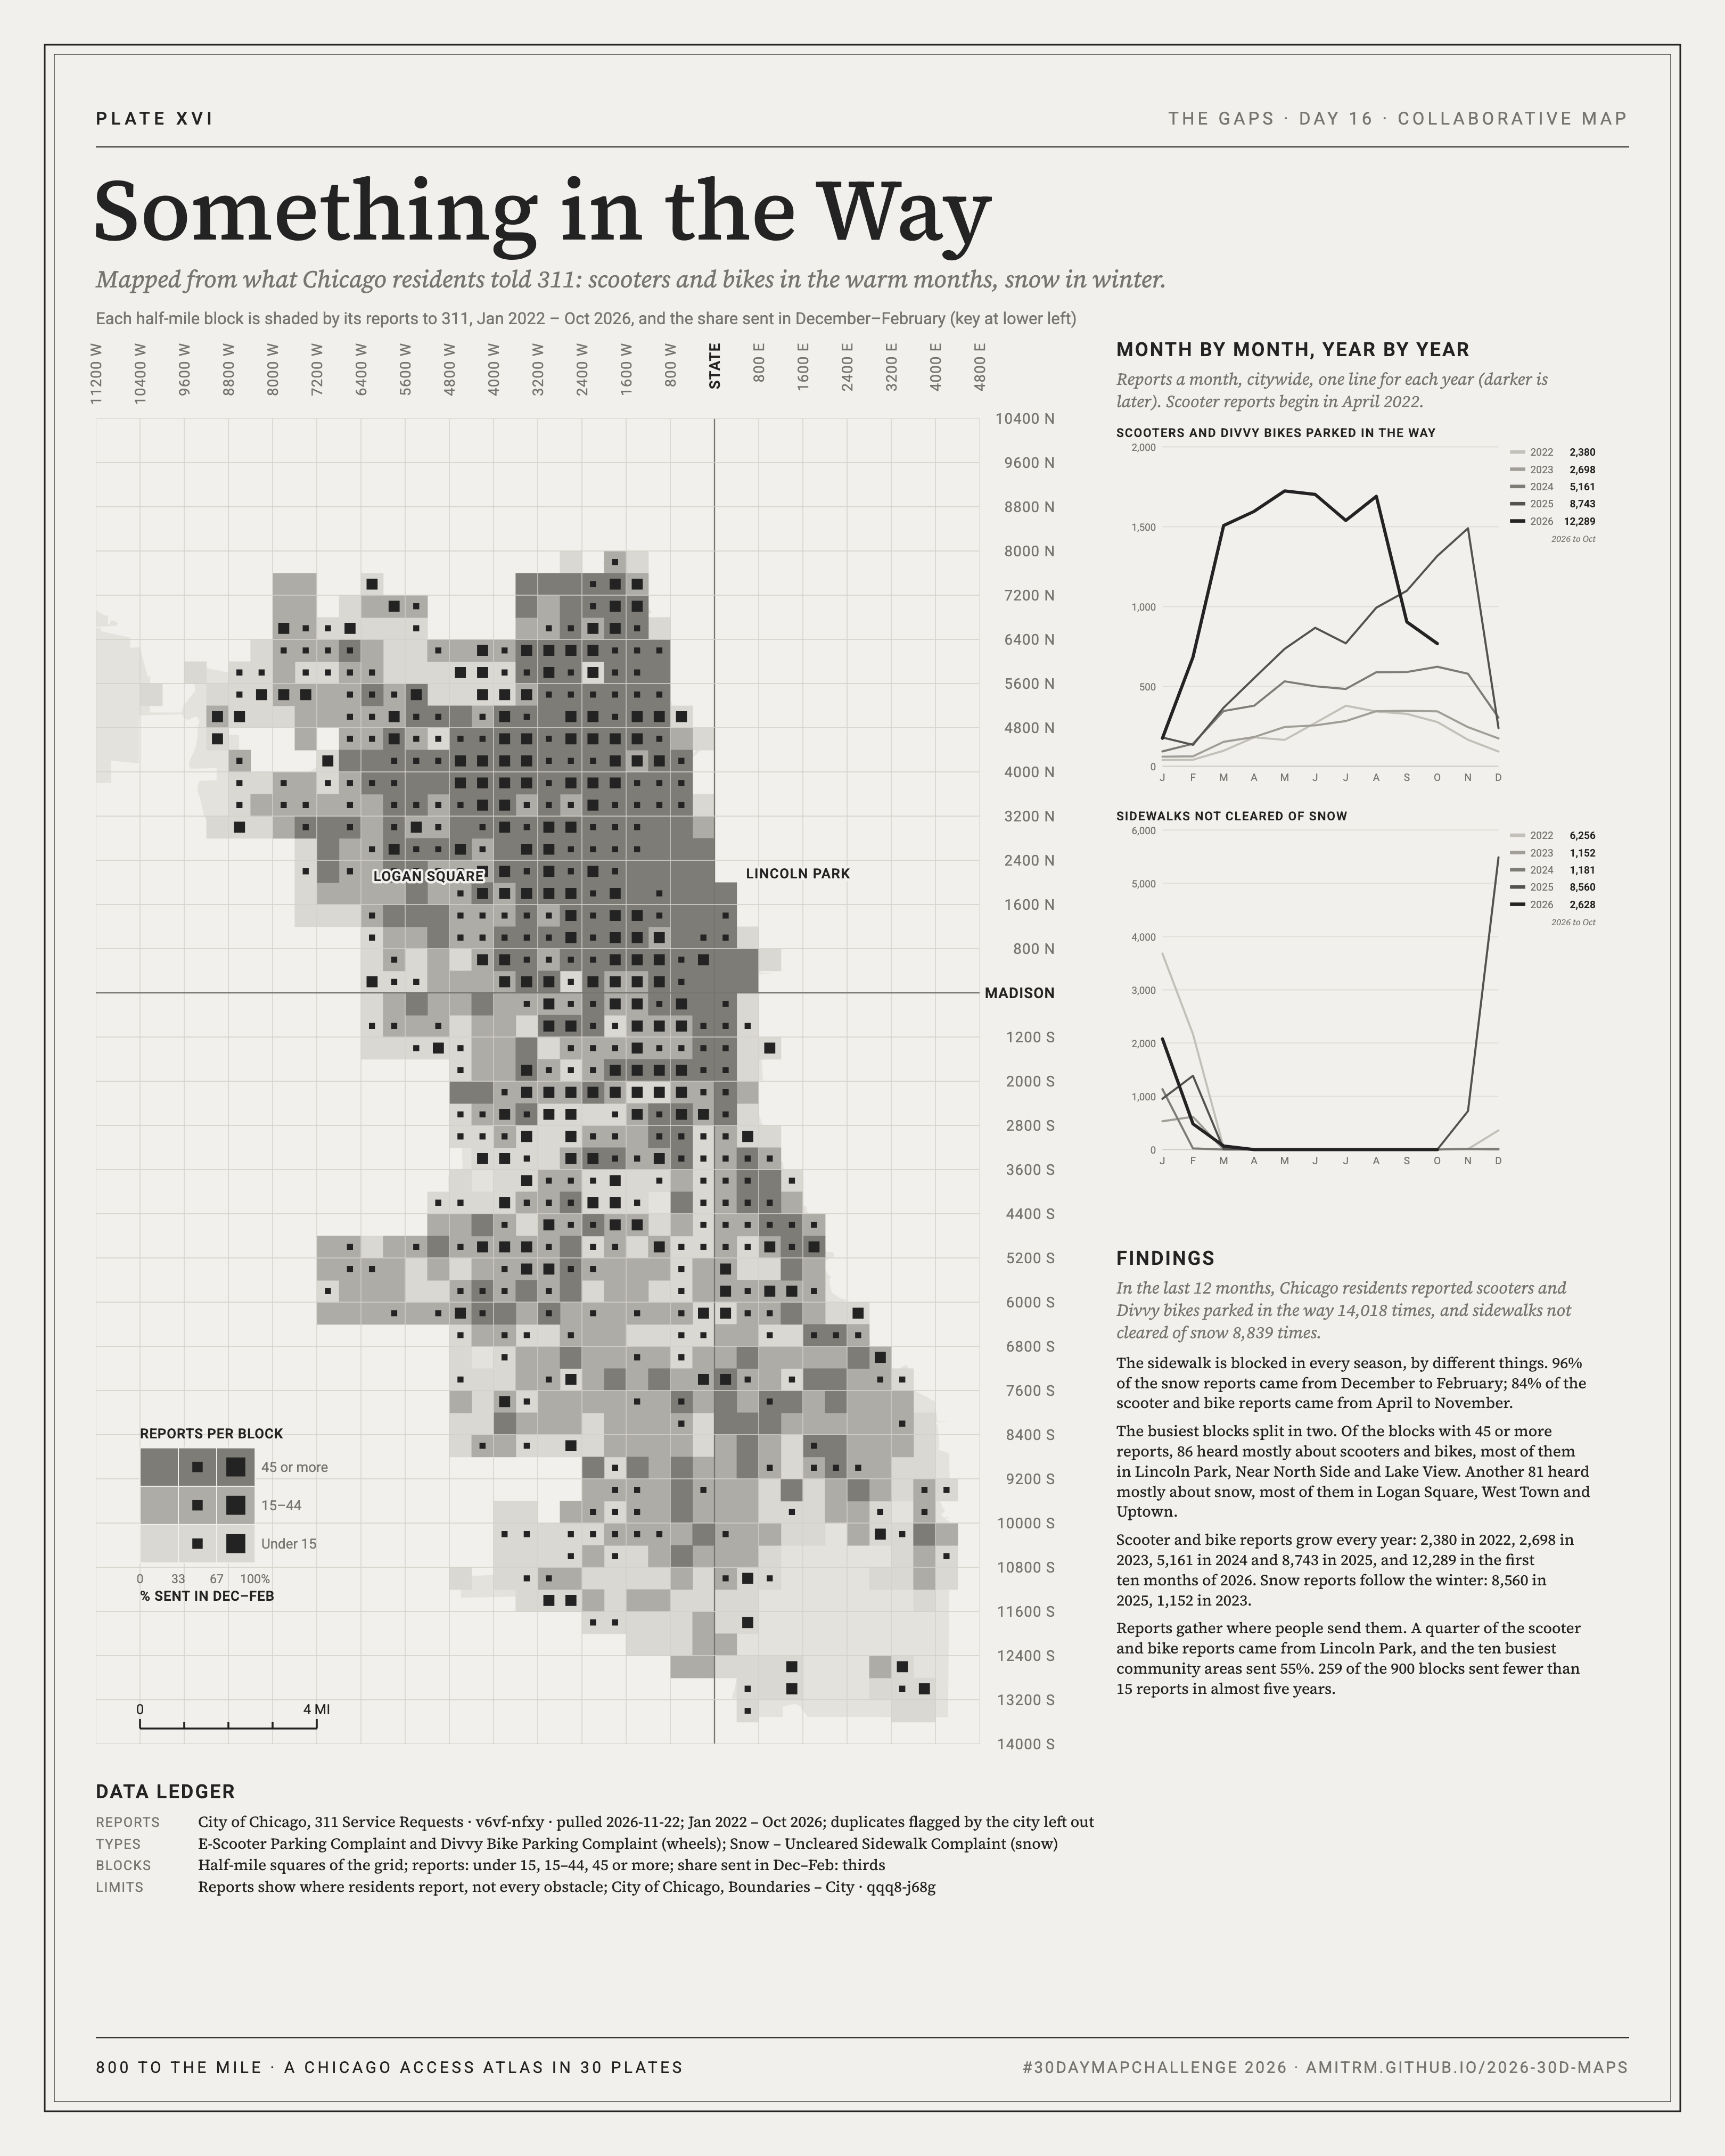 PLATE XVI
THE GAPS · DAY 16 · COLLABORATIVE MAP
Something in the Way
Mapped from what Chicago residents told 311: scooters and bikes in the warm months, snow in winter.
Each half-mile block is shaded by its reports to 311, Jan 2022 – Oct 2026, and the share sent in December–February (key at lower left)
11200 W
10400 W
9600 W
8800 W
8000 W
7200 W
6400 W
5600 W
4800 W
4000 W
3200 W
2400 W
1600 W
800 W
STATE
800 E
1600 E
2400 E
3200 E
4000 E
4800 E
10400 N
9600 N
8800 N
8000 N
7200 N
6400 N
5600 N
4800 N
4000 N
3200 N
2400 N
1600 N
800 N
MADISON
1200 S
2000 S
2800 S
3600 S
4400 S
5200 S
6000 S
6800 S
7600 S
8400 S
9200 S
10000 S
10800 S
11600 S
12400 S
13200 S
14000 S
LOGAN SQUARE
LINCOLN PARK
REPORTS PER BLOCK
45 or more
15–44
Under 15
0 33 67 100%
% SENT IN DEC–FEB
0 4 MI
MONTH BY MONTH, YEAR BY YEAR
Reports a month, citywide, one line for each year (darker is
later). Scooter reports begin in April 2022.
SCOOTERS AND DIVVY BIKES PARKED IN THE WAY
2,000
1,500
1,000
500
0
J F M A M J J A S O N D
2022 2,380
2023 2,698
2024 5,161
2025 8,743
2026 12,289
2026 to Oct
SIDEWALKS NOT CLEARED OF SNOW
6,000
5,000
4,000
3,000
2,000
1,000
0
J F M A M J J A S O N D
2022 6,256
2023 1,152
2024 1,181
2025 8,560
2026 2,628
2026 to Oct
FINDINGS
In the last 12 months, Chicago residents reported scooters and
Divvy bikes parked in the way 14,018 times, and sidewalks not
cleared of snow 8,839 times.
The sidewalk is blocked in every season, by different things. 96%
of the snow reports came from December to February; 84% of the
scooter and bike reports came from April to November.
The busiest blocks split in two. Of the blocks with 45 or more
reports, 86 heard mostly about scooters and bikes, most of them
in Lincoln Park, Near North Side and Lake View. Another 81 heard
mostly about snow, most of them in Logan Square, West Town and
Uptown.
Scooter and bike reports grow every year: 2,380 in 2022, 2,698 in
2023, 5,161 in 2024 and 8,743 in 2025, and 12,289 in the first
ten months of 2026. Snow reports follow the winter: 8,560 in
2025, 1,152 in 2023.
Reports gather where people send them. A quarter of the scooter
and bike reports came from Lincoln Park, and the ten busiest
community areas sent 55%. 259 of the 900 blocks sent fewer than
15 reports in almost five years.
DATA LEDGER
REPORTS City of Chicago, 311 Service Requests · v6vf-nfxy · pulled 2026-11-22; Jan 2022 – Oct 2026; duplicates flagged by the city left out
TYPES E-Scooter Parking Complaint and Divvy Bike Parking Complaint (wheels); Snow – Uncleared Sidewalk Complaint (snow)
BLOCKS Half-mile squares of the grid; reports: under 15, 15–44, 45 or more; share sent in Dec–Feb: thirds
LIMITS Reports show where residents report, not every obstacle; City of Chicago, Boundaries – City · qqq8-j68g
800 TO THE MILE · A CHICAGO ACCESS ATLAS IN 30 PLATES
#30DAYMAPCHALLENGE 2026 · AMITRM.GITHUB.IO/2026-30D-MAPS